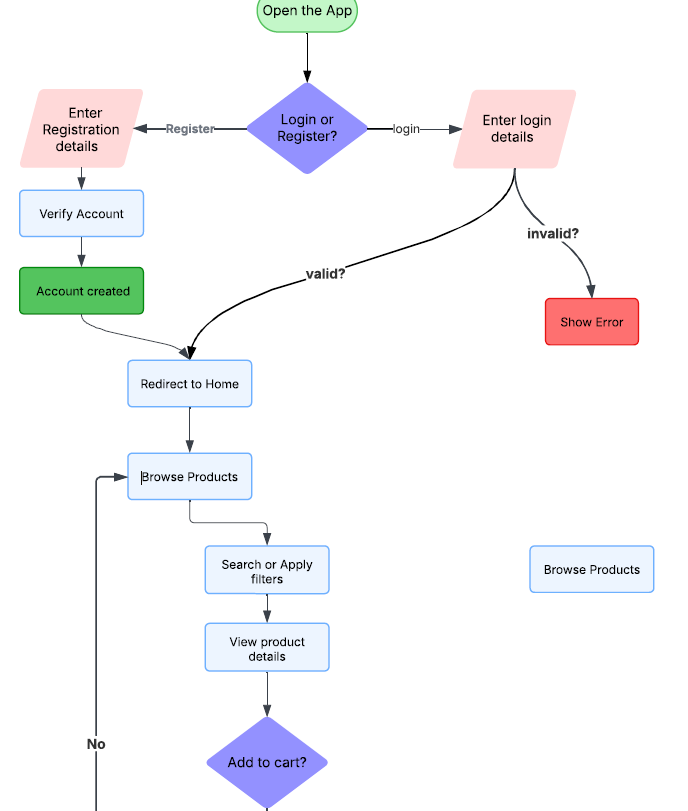 Open the App
Login or
Register?
Register
login
Enter
Registration
details
Enter login
details
Verify Account
invalid?
valid?
Account created
Show Error
Redirect to Home
Browse Products
Search or Apply
filters
Browse Products
View product
details
No
Add to cart?